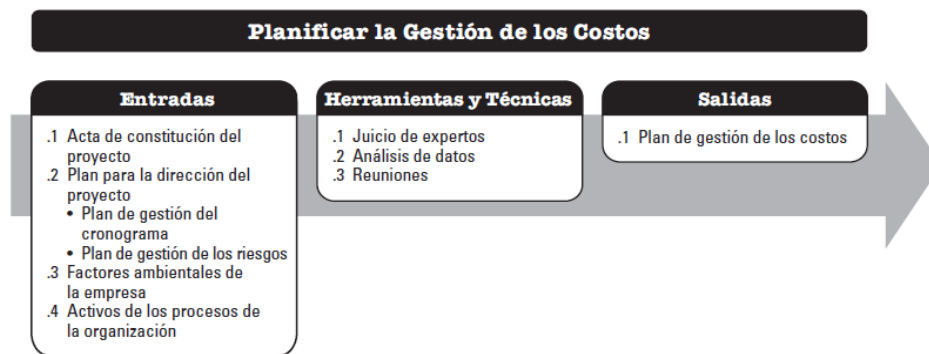 Planificar la Gestión de los Costos
Entradas
.1 Acta de constitución del
proyecto
.2 Plan para la dirección del
proyecto
• Plan de gestión del
cronograma
• Plan de gestión de los riesgos
.3 Factores ambientales de
la empresa
.4 Activos de los procesos de
la organización
Herramientas y Técnicas
.1 Juicio de expertos
.2 Análisis de datos
.3 Reuniones
Salidas
.1 Plan de gestión de los costos